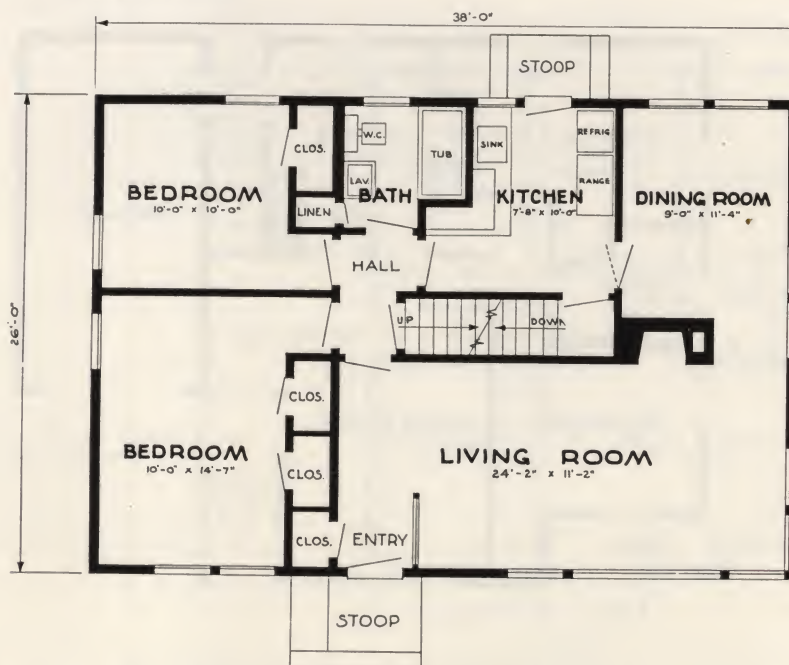 38'-0"
STOOP
CLOS.
W.C.
TUB
SINK
REFRIG
BEDROOM
10'-0" x 10'-0"
LAV.
BATH
KITCHEN
7'-8" x 10'-0"
RANGE
DINING ROOM
9'-0" x 11'-4"
LINEN
HALL
26'-0"
UP
DOWN
CLOS.
BEDROOM
10'-0" x 14'-7"
CLOS.
LIVING ROOM
24'-2" x 11'-2"
CLOS.
ENTRY
STOOP